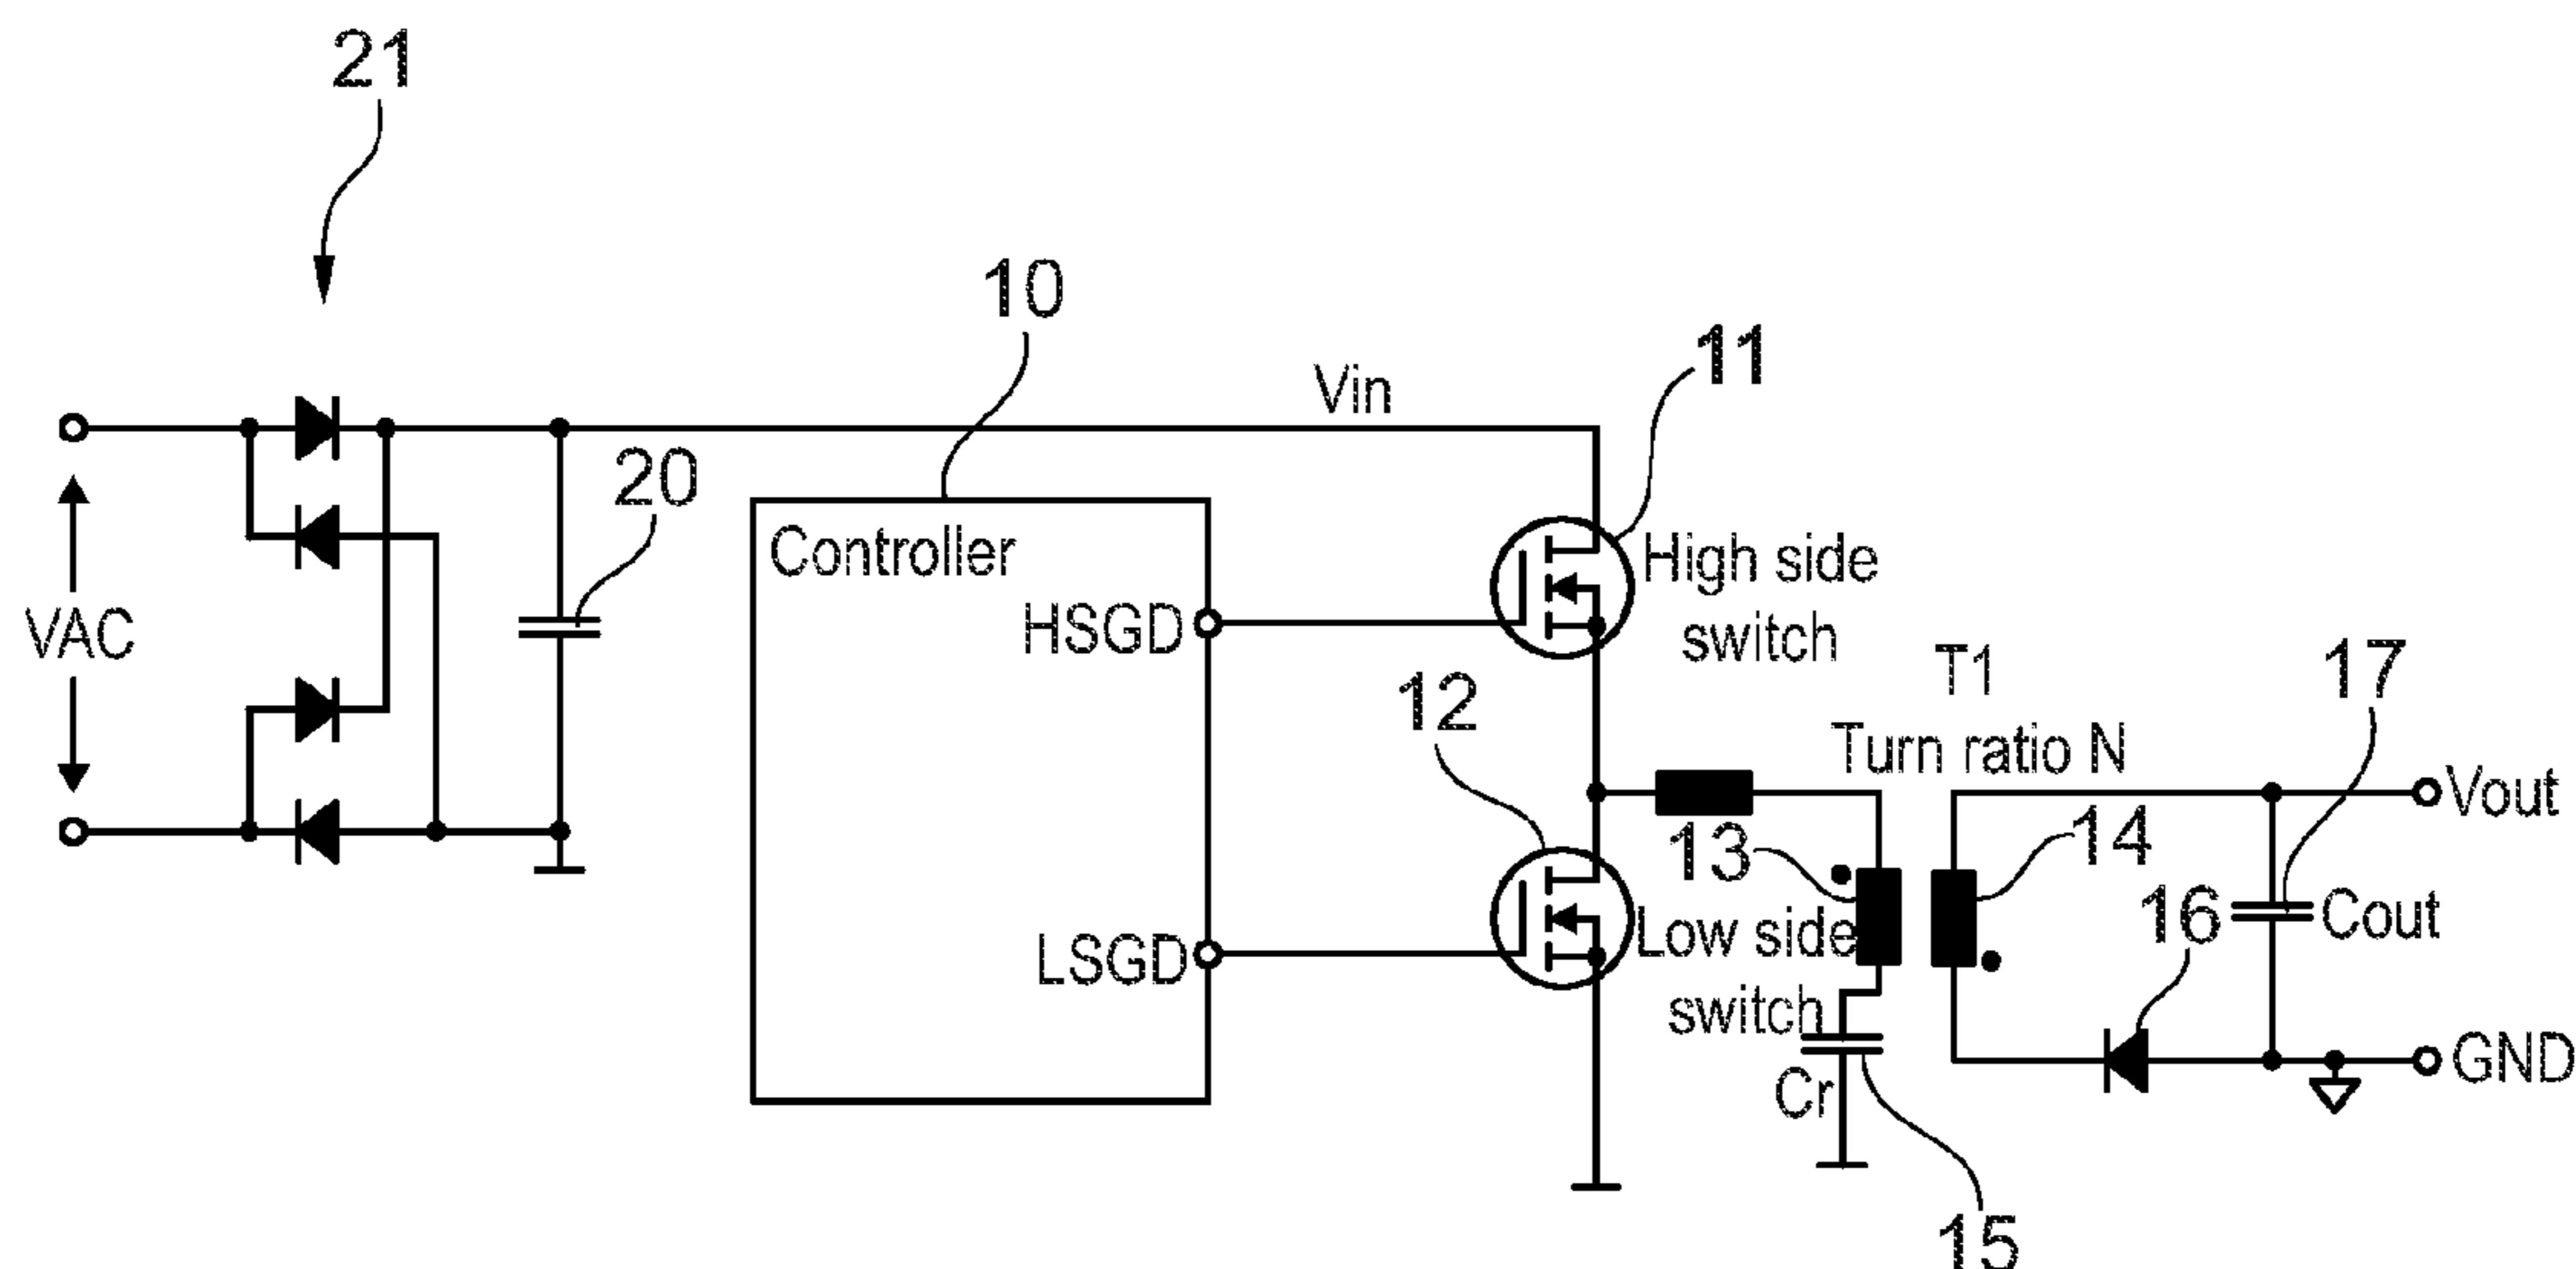 21
10
11
Vin
20
Controller
High side
switch
HSGD
VAC
T1
17
12
Turn ratio N
Vout
13
14
16
Cout
Low side
switch
LSGD
Cr
GND
15